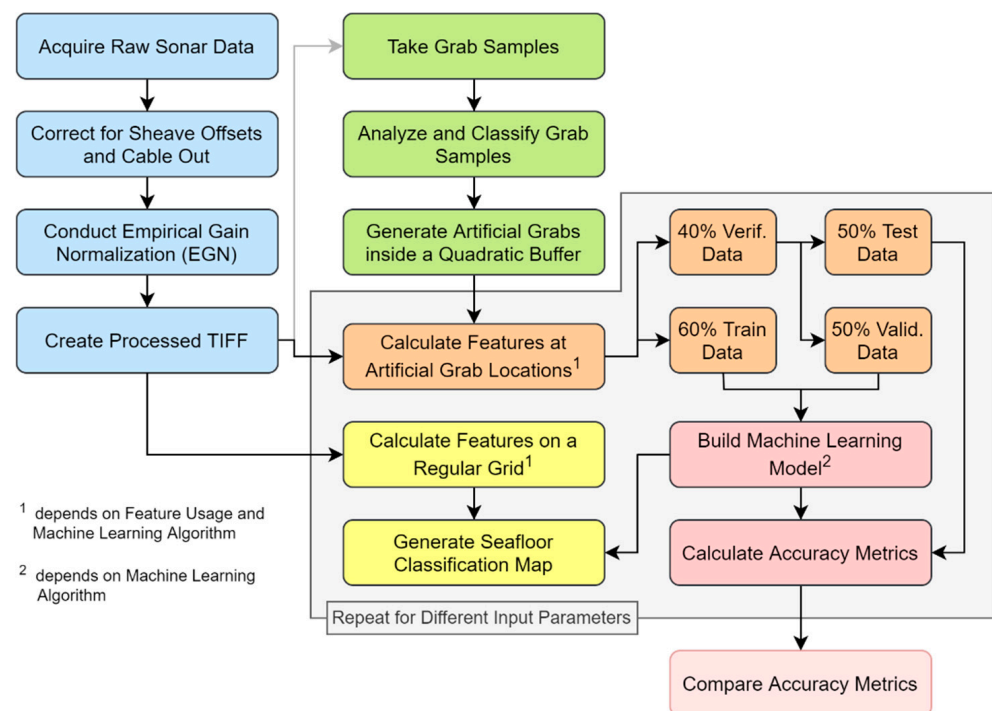 Acquire Raw Sonar Data
Correct for Sheave Offsets
and Cable Out
Conduct Empirical Gain
Normalization (EGN)
Create Processed TIFF
Take Grab Samples
Analyze and Classify Grab
Samples
Generate Artificial Grabs
inside a Quadratic Buffer
Calculate Features at
Artificial Grab Locations¹
40% Verif.
Data
50% Test
Data
60% Train
Data
50% Valid.
Data
Calculate Features on a
Regular Grid¹
Build Machine Learning
Model²
Generate Seafloor
Classification Map
Calculate Accuracy Metrics
Repeat for Different Input Parameters
Compare Accuracy Metrics
¹ depends on Feature Usage and
Machine Learning Algorithm
² depends on Machine Learning
Algorithm